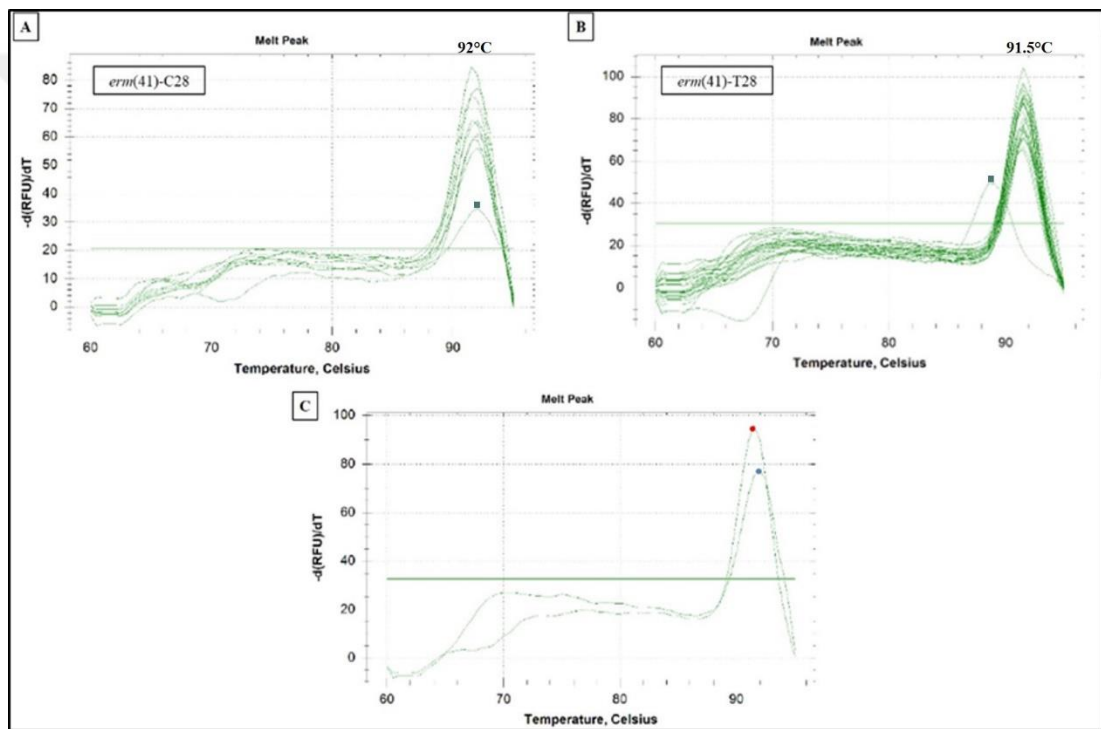 A
Melt Peak
92°C
erm(41)-C28
80
70
60
50
40
30
20
10
0
-d(RFU)/dT
60
70
80
90
Temperature, Celsius
B
Melt Peak
91.5°C
erm(41)-T28
100
80
60
40
20
0
-d(RFU)/dT
60
70
80
90
Temperature, Celsius
C
Melt Peak
100
80
60
40
20
0
-d(RFU)/dT
60
70
80
90
Temperature, Celsius